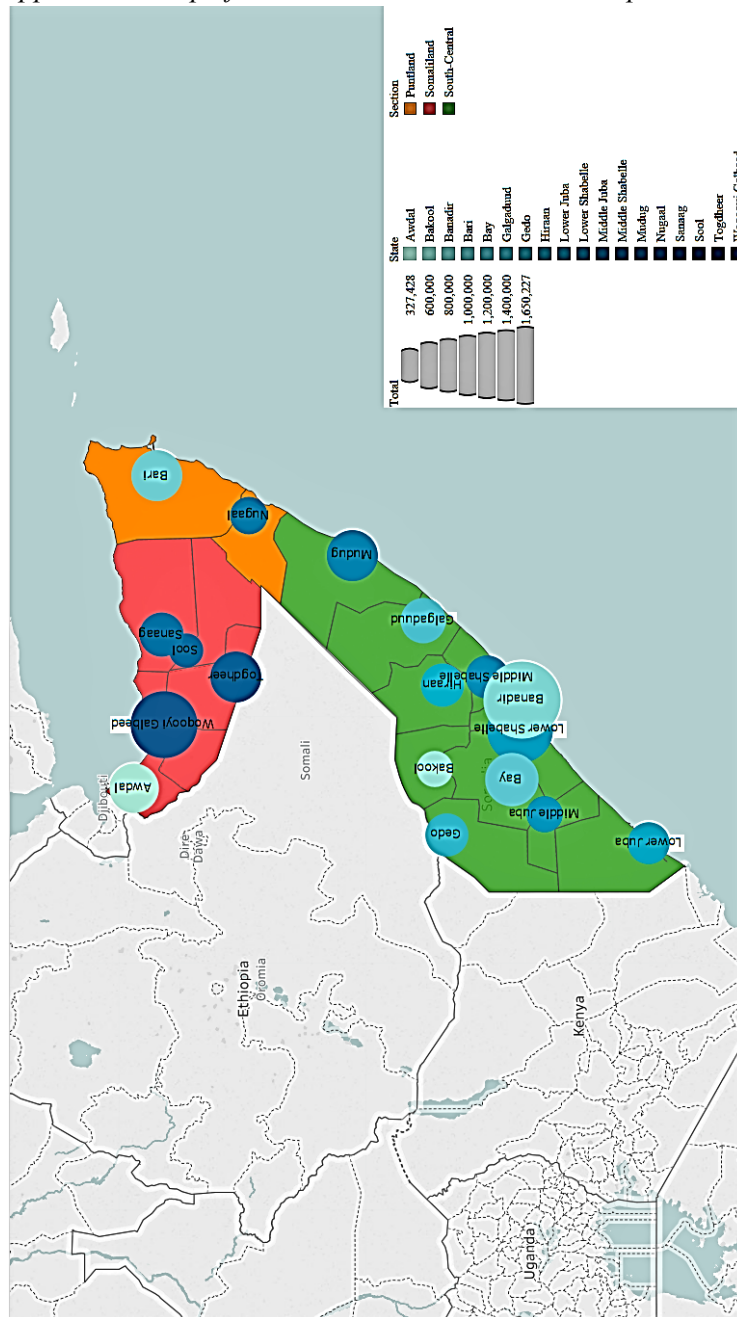 Section
Puntland
Somaliland
South-Central
State
Awdal
Bakool
Banadir
Bari
Bay
Galgaduud
Gedo
Hiraan
Lower Juba
Lower Shabelle
Middle Juba
Middle Shabelle
Mudug
Nugaal
Sanaag
Sool
Togdheer
Total
327,428
600,000
800,000
1,000,000
1,200,000
1,400,000
1,650,227
Bari
Nugaal
Mudug
Sanaag
Sool
Togdheer
Woqooyi Galbeed
Awdal
Djibouti
Dire
Dawa
Somali
Galgaduud
Hiraan
Middle
Shabelle
Banadir
Lower Shabelle
Bakool
Bay
Gedo
Middle Juba
Lower Juba
Ethiopia
Oromia
Kenya
Uganda